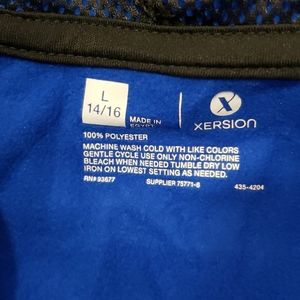 L
14/16
MADE IN
EGYPT
XERSION
100% POLYESTER
MACHINE WASH COLD WITH LIKE COLORS
GENTLE CYCLE USE ONLY NON-CHLORINE
BLEACH WHEN NEEDED TUMBLE DRY LOW
IRON ON LOWEST SETTING AS NEEDED.
RN# 93677 SUPPLIER 75771-6 435-4204